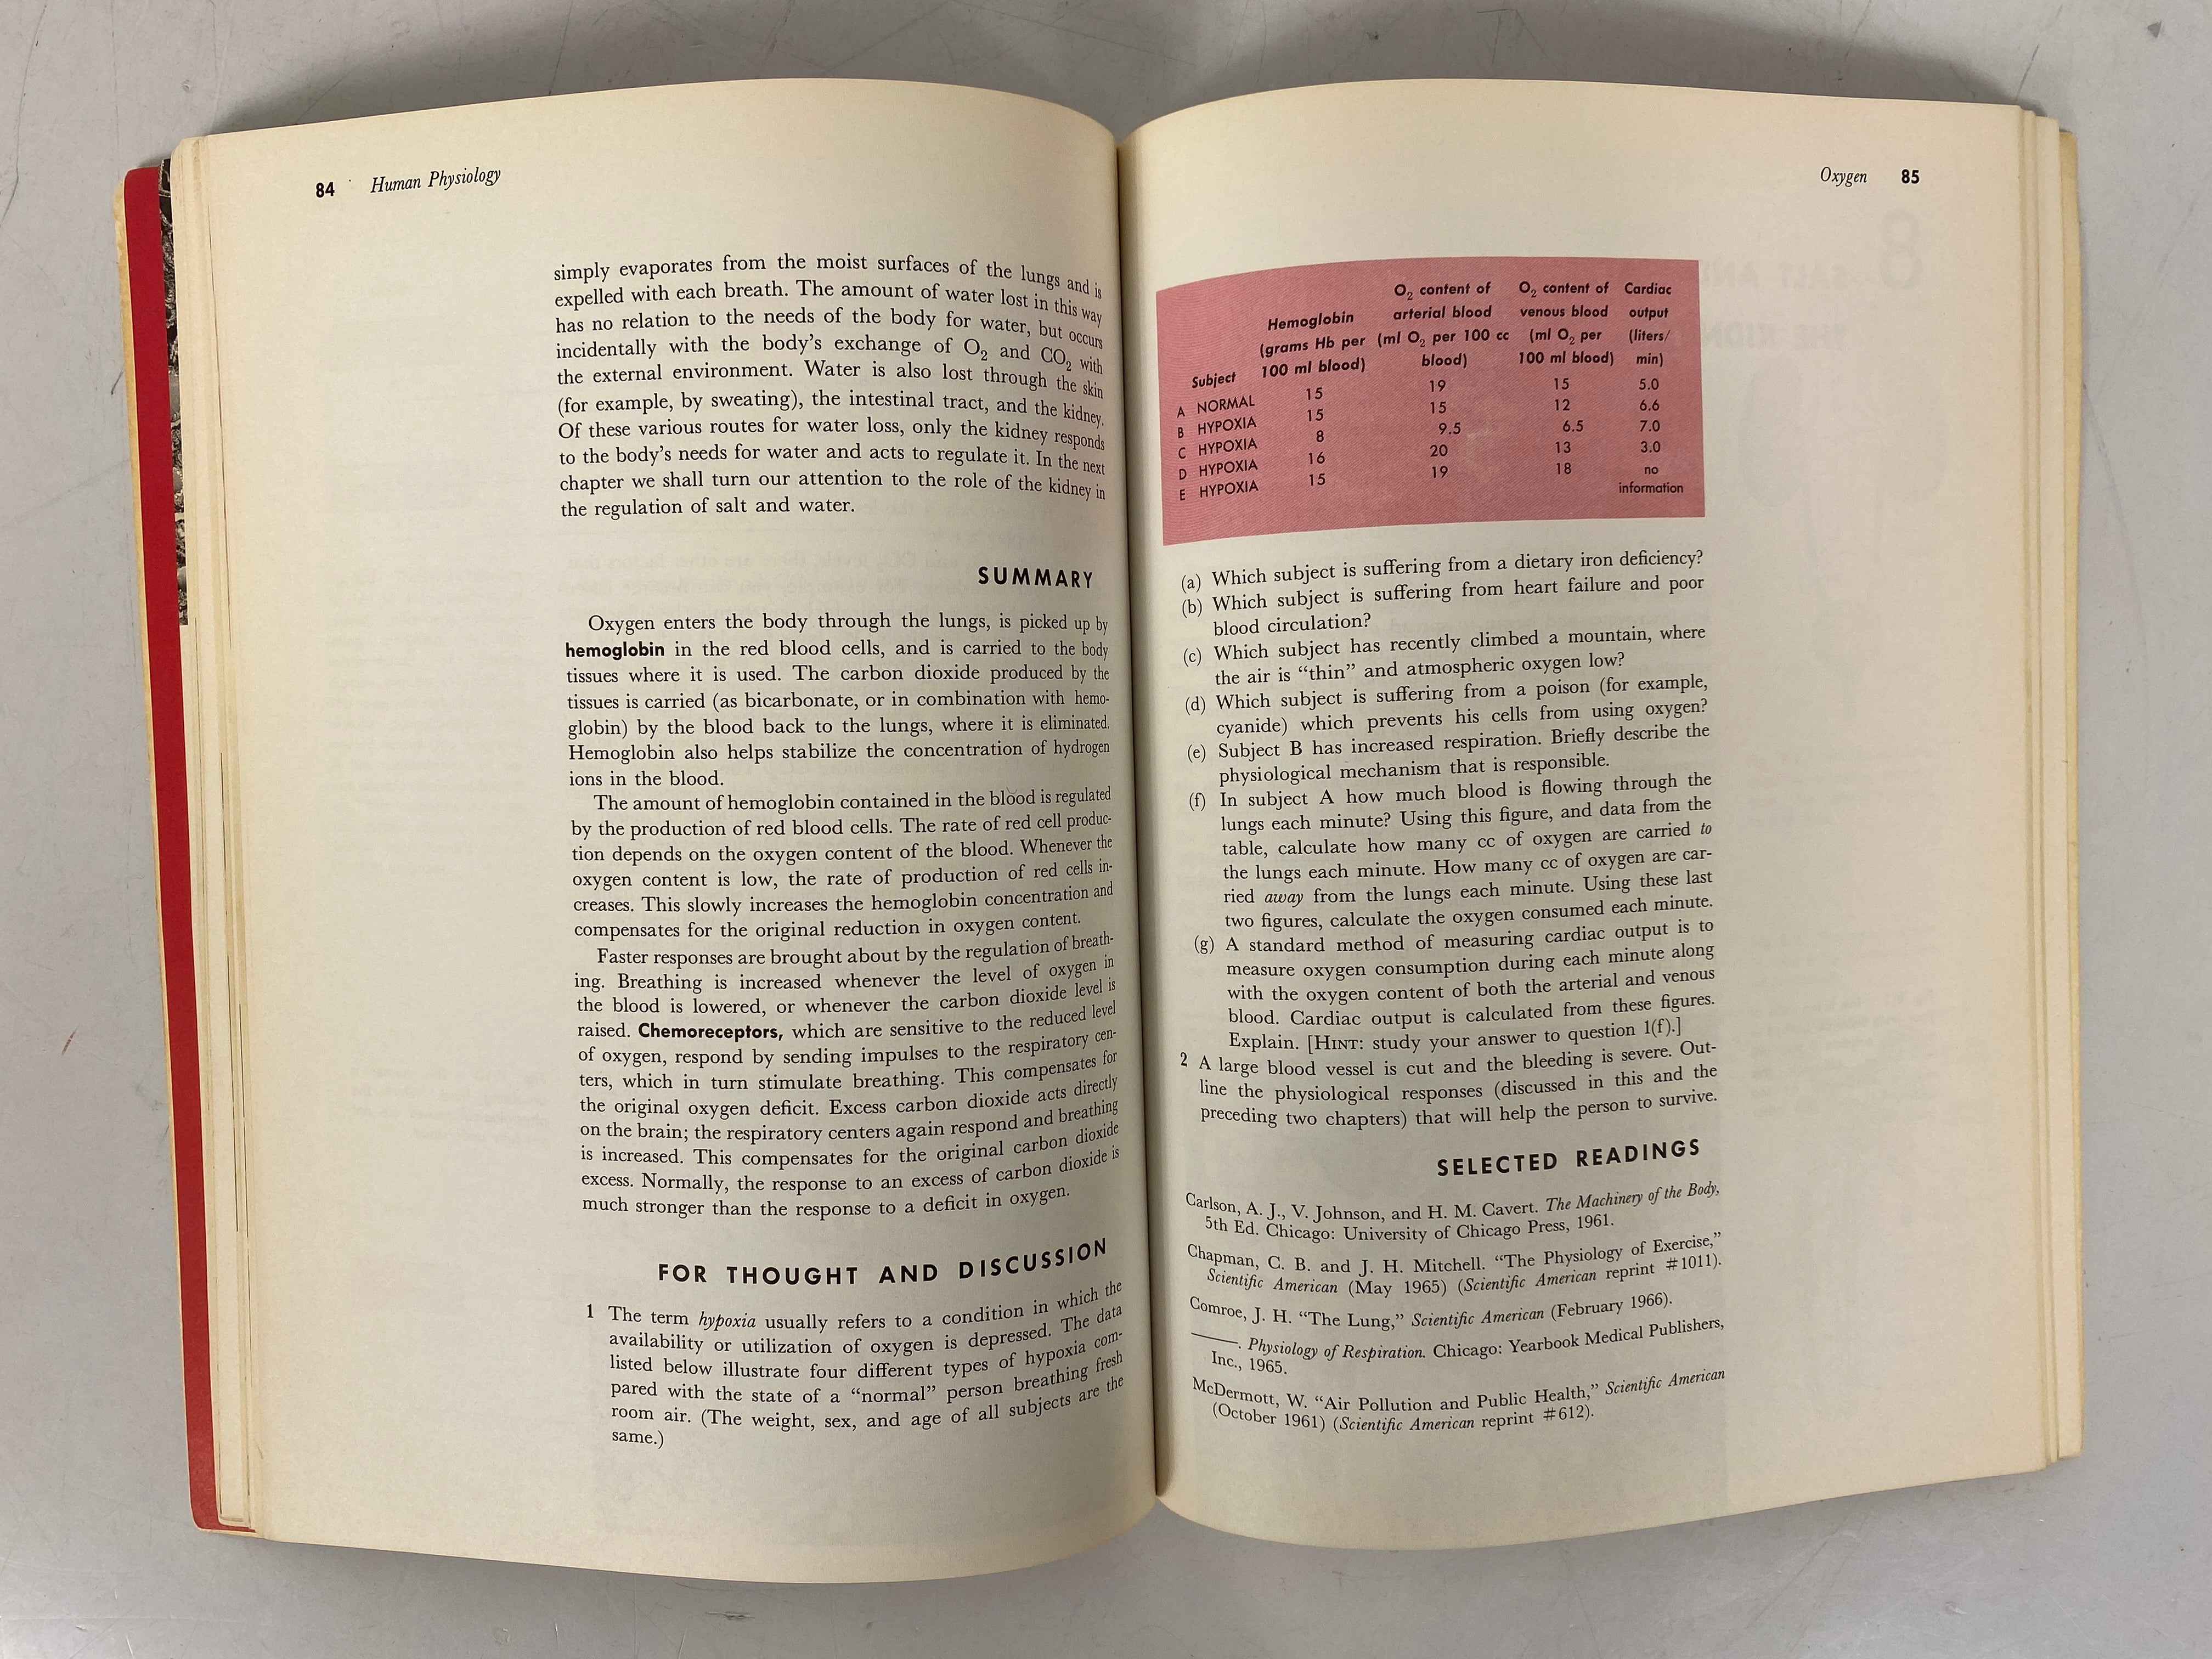 84 Human Physiology
simply evaporates from the moist surfaces of the lungs and is
expelled with each breath. The amount of water lost in this way
has no relation to the needs of the body for water, but occurs
incidentally with the body's exchange of O₂ and CO₂ with
the external environment. Water is also lost through the skin
(for example, by sweating), the intestinal tract, and the kidney.
Of these various routes for water loss, only the kidney responds
to the body's needs for water and acts to regulate it. In the next
chapter we shall turn our attention to the role of the kidney in
the regulation of salt and water.
SUMMARY
Oxygen enters the body through the lungs, is picked up by
hemoglobin in the red blood cells, and is carried to the body
tissues where it is used. The carbon dioxide produced by the
tissues is carried (as bicarbonate, or in combination with hemo-
globin) by the blood back to the lungs, where it is eliminated.
Hemoglobin also helps stabilize the concentration of hydrogen
ions in the blood.
The amount of hemoglobin contained in the blood is regulated
by the production of red blood cells. The rate of red cell produc-
tion depends on the oxygen content of the blood. Whenever the
oxygen content is low, the rate of production of red cells in-
creases. This slowly increases the hemoglobin concentration and
compensates for the original reduction in oxygen content.
Faster responses are brought about by the regulation of breath-
ing. Breathing is increased whenever the level of oxygen in
the blood is lowered, or whenever the carbon dioxide level is
raised. Chemoreceptors, which are sensitive to the reduced level
of oxygen, respond by sending impulses to the respiratory cen-
ters, which in turn stimulate breathing. This compensates for
the original oxygen deficit. Excess carbon dioxide acts directly
on the brain; the respiratory centers again respond and breathing
is increased. This compensates for the original carbon dioxide
excess. Normally, the response to an excess of carbon dioxide is
much stronger than the response to a deficit in oxygen.
FOR THOUGHT AND DISCUSSION
1 The term hypoxia usually refers to a condition in which the
availability or utilization of oxygen is depressed. The data
listed below illustrate four different types of hypoxia com-
pared with the state of a "normal" person breathing fresh
room air. (The weight, sex, and age of all subjects are the
same.)
Oxygen 85
O₂ content of O₂ content of Cardiac
Hemoglobin arterial blood venous blood output
(grams Hb per (ml O₂ per 100 cc (ml O₂ per (liters/
Subject 100 ml blood) blood) 100 ml blood) min)
A NORMAL 15 19 15 5.0
B HYPOXIA 15 15 12 6.6
C HYPOXIA 8 9.5 6.5 7.0
D HYPOXIA 16 20 13 3.0
E HYPOXIA 15 19 18 no
information
(a) Which subject is suffering from a dietary iron deficiency?
(b) Which subject is suffering from heart failure and poor
blood circulation?
(c) Which subject has recently climbed a mountain, where
the air is "thin" and atmospheric oxygen low?
(d) Which subject is suffering from a poison (for example,
cyanide) which prevents his cells from using oxygen?
(e) Subject B has increased respiration. Briefly describe the
physiological mechanism that is responsible.
(f) In subject A how much blood is flowing through the
lungs each minute? Using this figure, and data from the
table, calculate how many cc of oxygen are carried to
the lungs each minute. How many cc of oxygen are car-
ried away from the lungs each minute. Using these last
two figures, calculate the oxygen consumed each minute.
(g) A standard method of measuring cardiac output is to
measure oxygen consumption during each minute along
with the oxygen content of both the arterial and venous
blood. Cardiac output is calculated from these figures.
Explain. [HINT: study your answer to question 1(f).]
2 A large blood vessel is cut and the bleeding is severe. Out-
line the physiological responses (discussed in this and the
preceding two chapters) that will help the person to survive.
SELECTED READINGS
Carlson, A. J., V. Johnson, and H. M. Cavert. The Machinery of the Body,
5th Ed. Chicago: University of Chicago Press, 1961.
Chapman, C. B. and J. H. Mitchell. "The Physiology of Exercise,"
Scientific American (May 1965) (Scientific American reprint #1011).
Comroe, J. H. "The Lung," Scientific American (February 1966).
———. Physiology of Respiration. Chicago: Yearbook Medical Publishers,
Inc., 1965.
McDermott, W. "Air Pollution and Public Health," Scientific American
(October 1961) (Scientific American reprint #612).